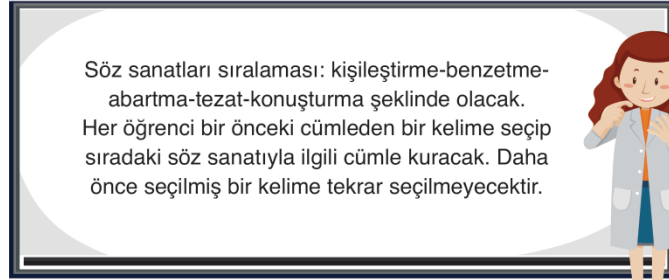 Söz sanatları sıralaması: kişileştirme-benzetme-
abartma-tezat-konuşturma şeklinde olacak.
Her öğrenci bir önceki cümleden bir kelime seçip
sıradaki söz sanatıyla ilgili cümle kuracak. Daha
önce seçilmiş bir kelime tekrar seçilmeyecektir.